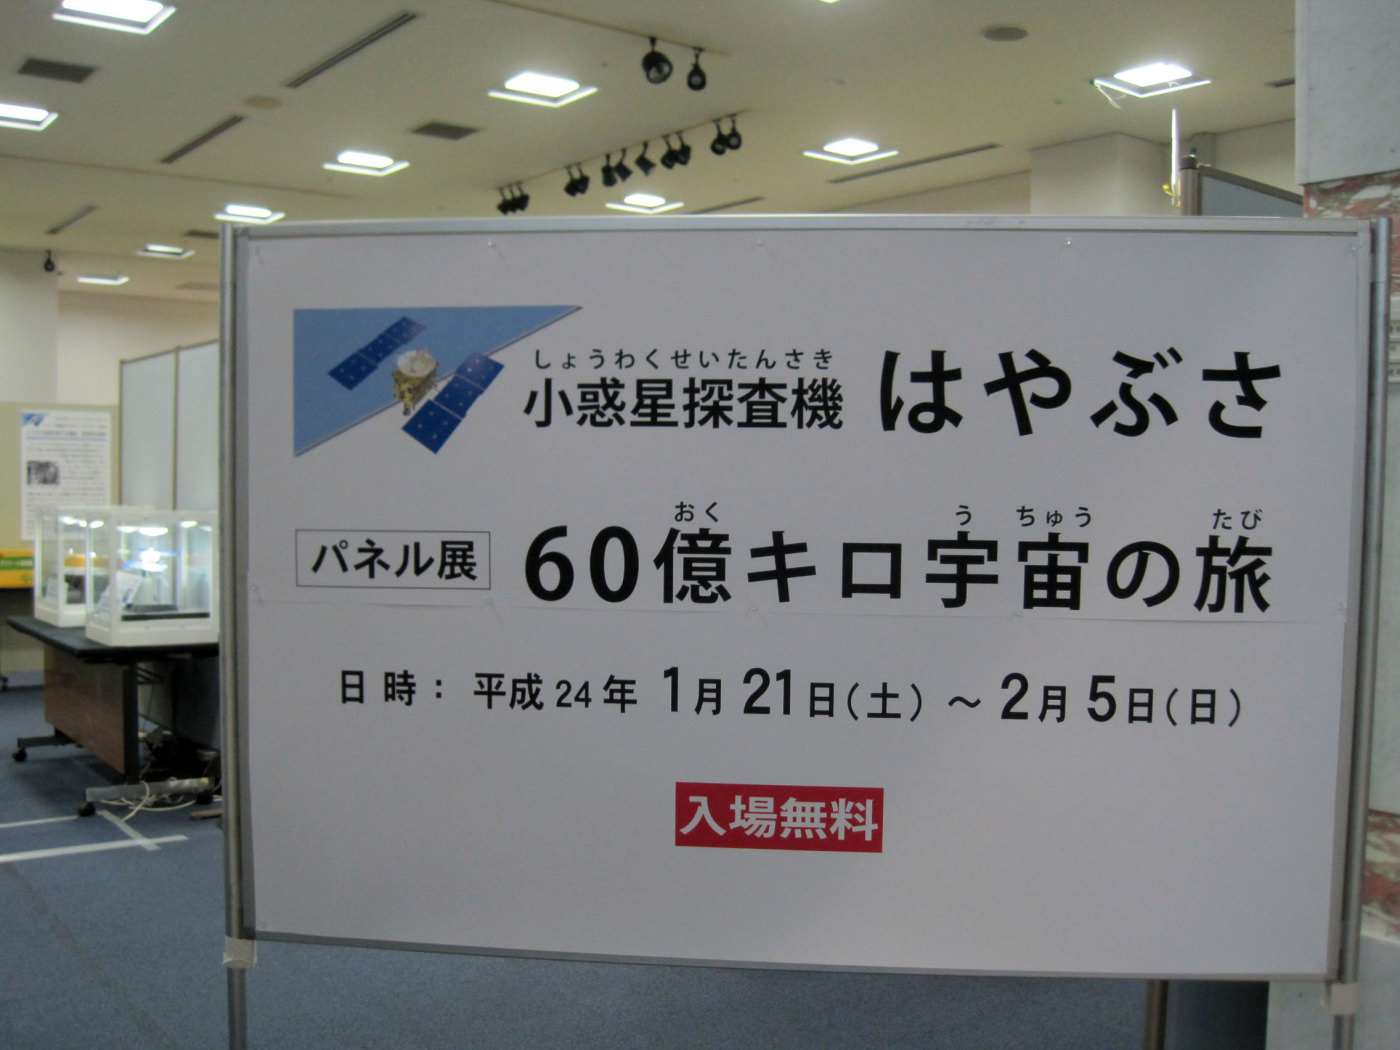 しょうわくせいたんさき
小惑星探査機 はやぶさ
おく う ちゅう たび
パネル展 60億キロ宇宙の旅
日時： 平成24年 1月21日(土) ～ 2月5日(日)
入場無料